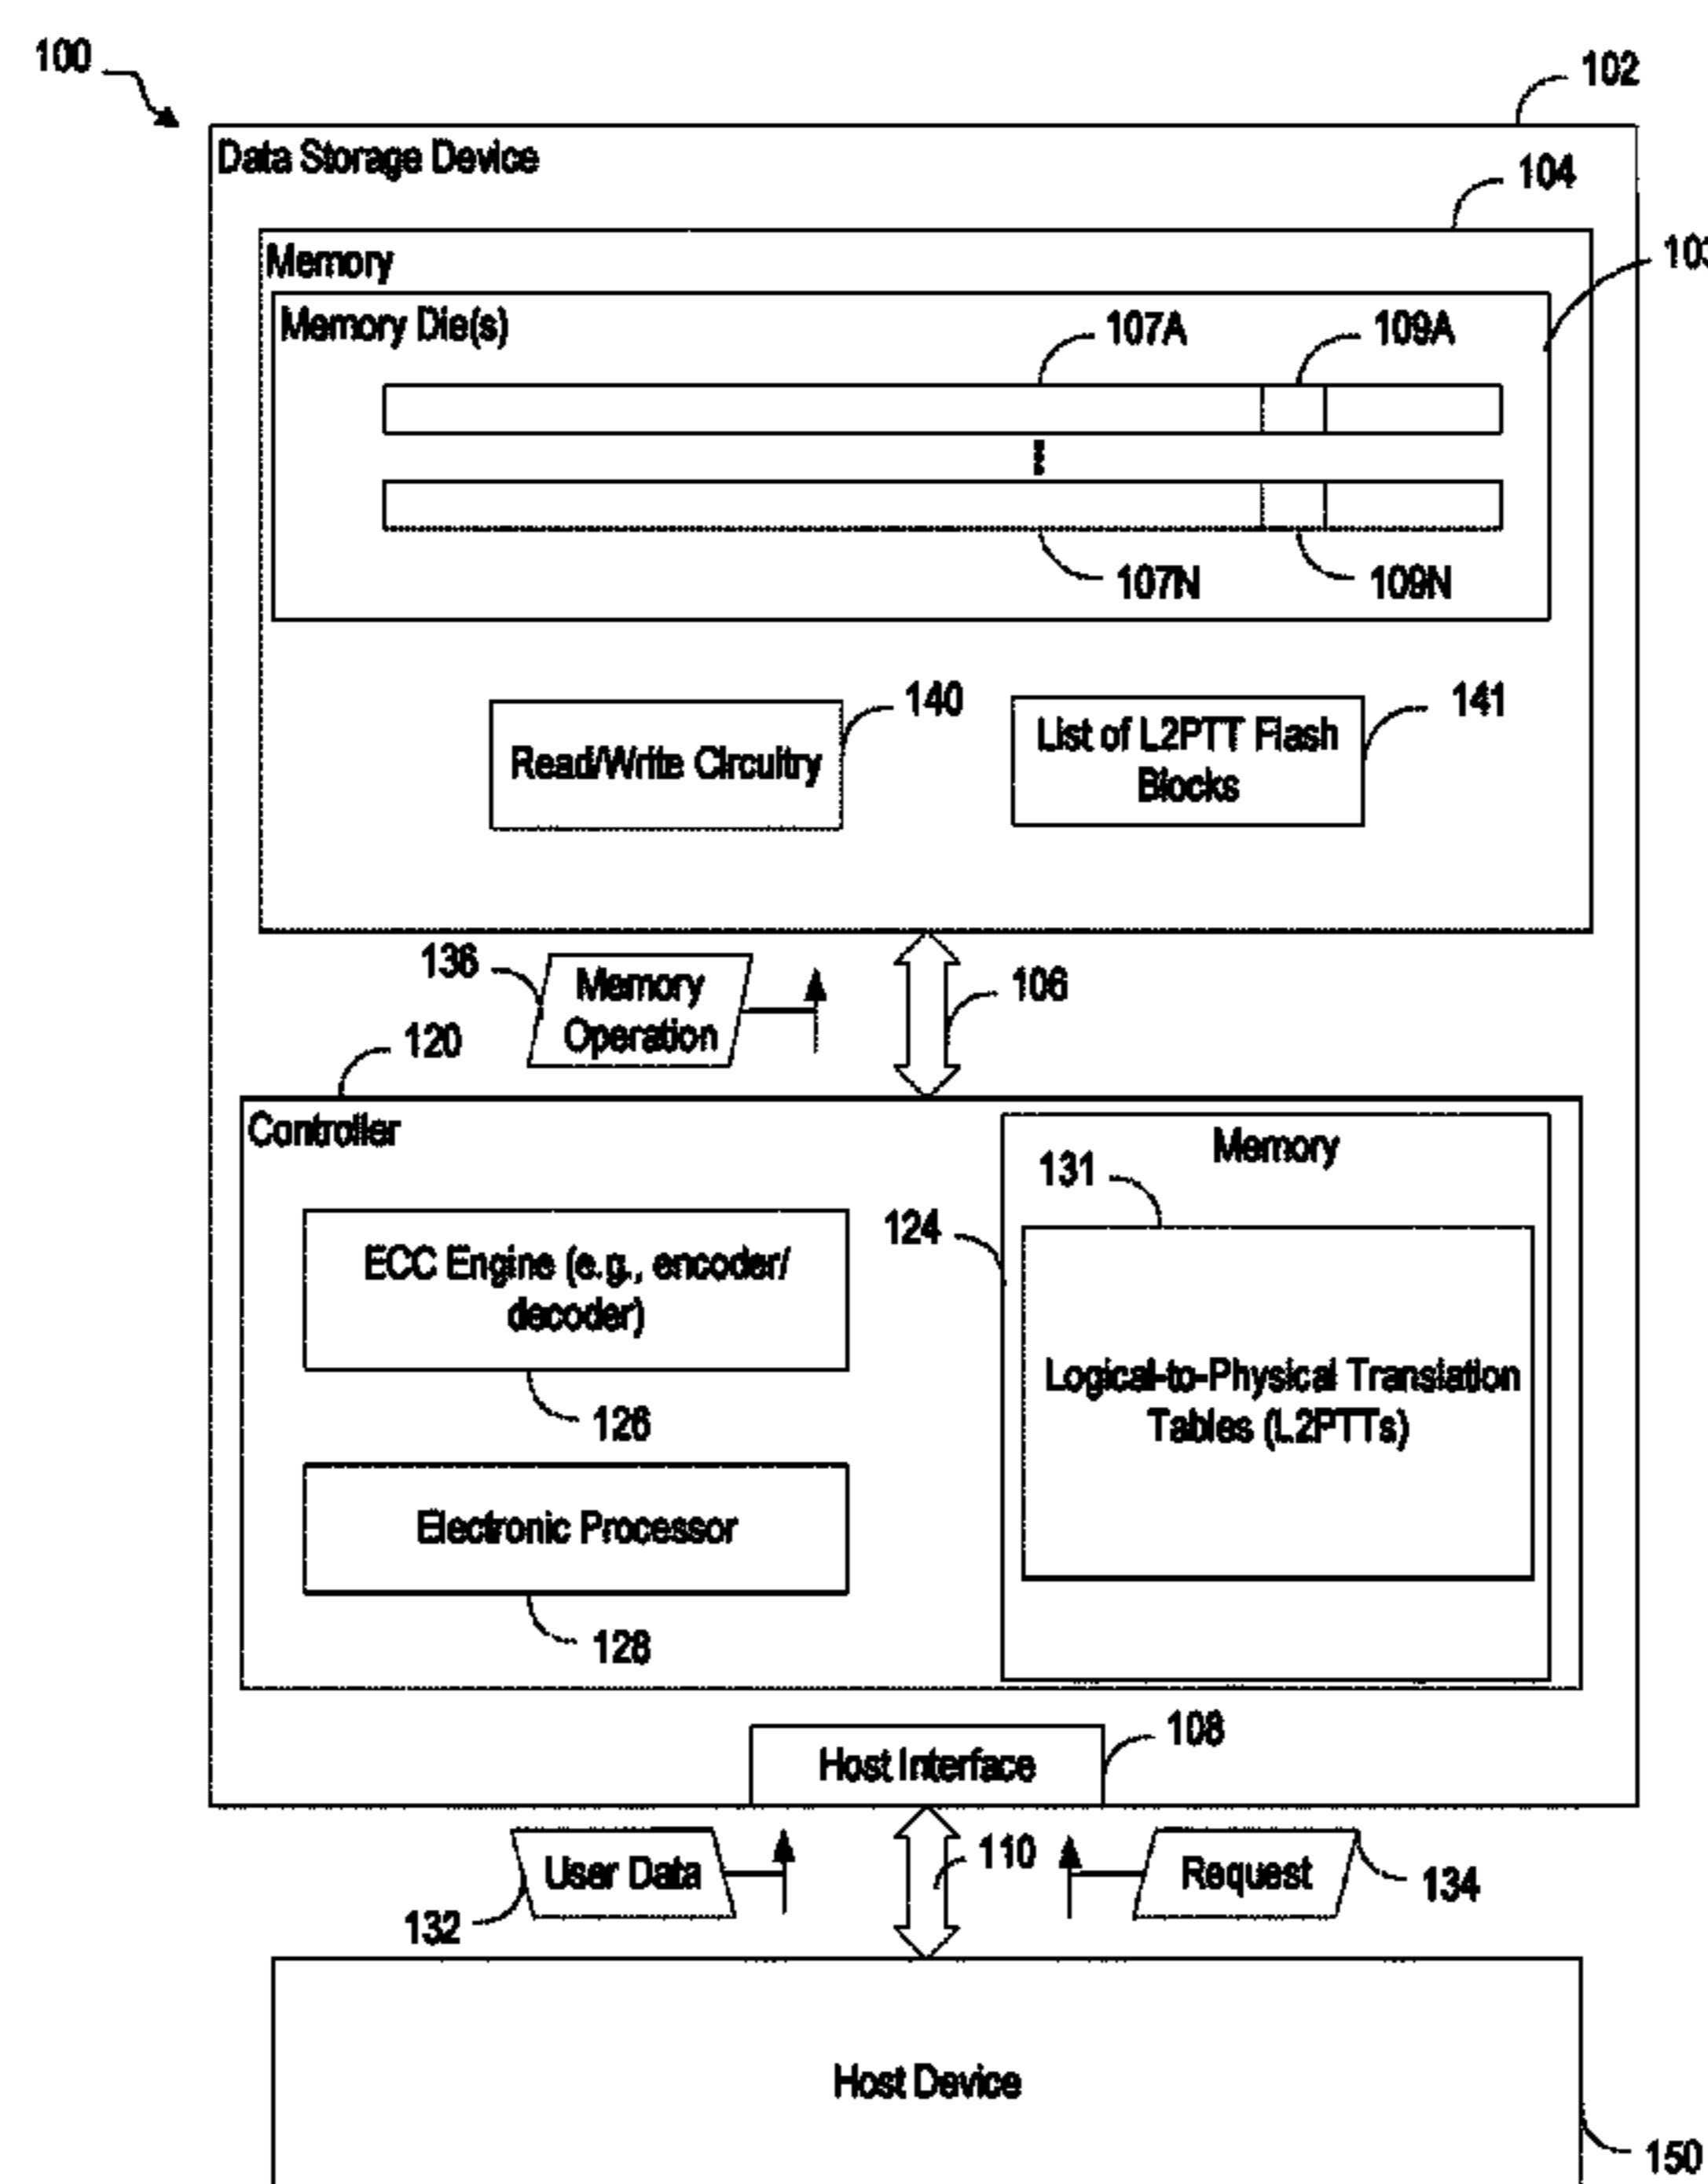 100
102
Data Storage Device
104
Memory
103
Memory Die(s)
107A
109A
107N
109N
140
141
Read/Write Circuitry
List of L2PTT Flash
Blocks
136
Memory
Operation
106
120
Controller
Memory
131
124
ECC Engine (e.g., encoder/
decoder)
126
Logical-to-Physical Translation
Tables (L2PTTs)
Electronic Processor
128
108
Host Interface
User Data
110
Request
132
134
Host Device
150